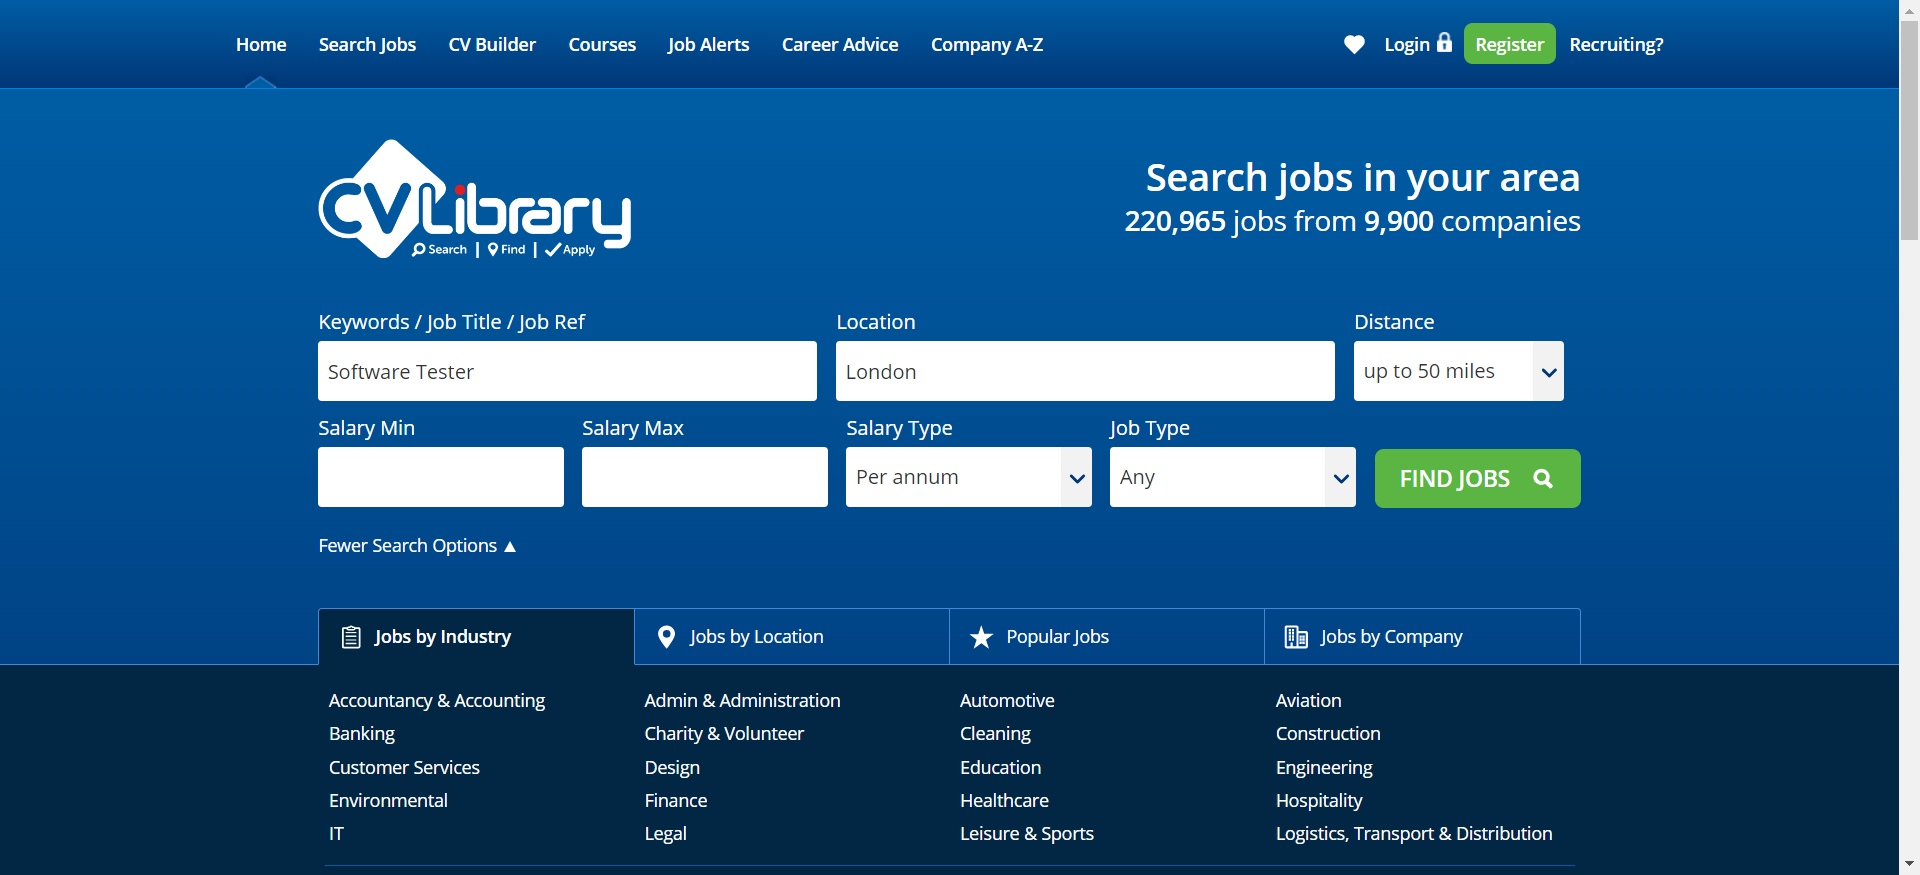 Home Search Jobs CV Builder Courses Job Alerts Career Advice Company A-Z Login Register Recruiting?
CV Library
Search | Find | Apply
Search jobs in your area
220,965 jobs from 9,900 companies
Keywords / Job Title / Job Ref Location Distance
Software Tester London up to 50 miles
Salary Min Salary Max Salary Type Job Type
Per annum Any FIND JOBS
Fewer Search Options ▲
Jobs by Industry Jobs by Location Popular Jobs Jobs by Company
Accountancy & Accounting Admin & Administration Automotive Aviation
Banking Charity & Volunteer Cleaning Construction
Customer Services Design Education Engineering
Environmental Finance Healthcare Hospitality
IT Legal Leisure & Sports Logistics, Transport & Distribution